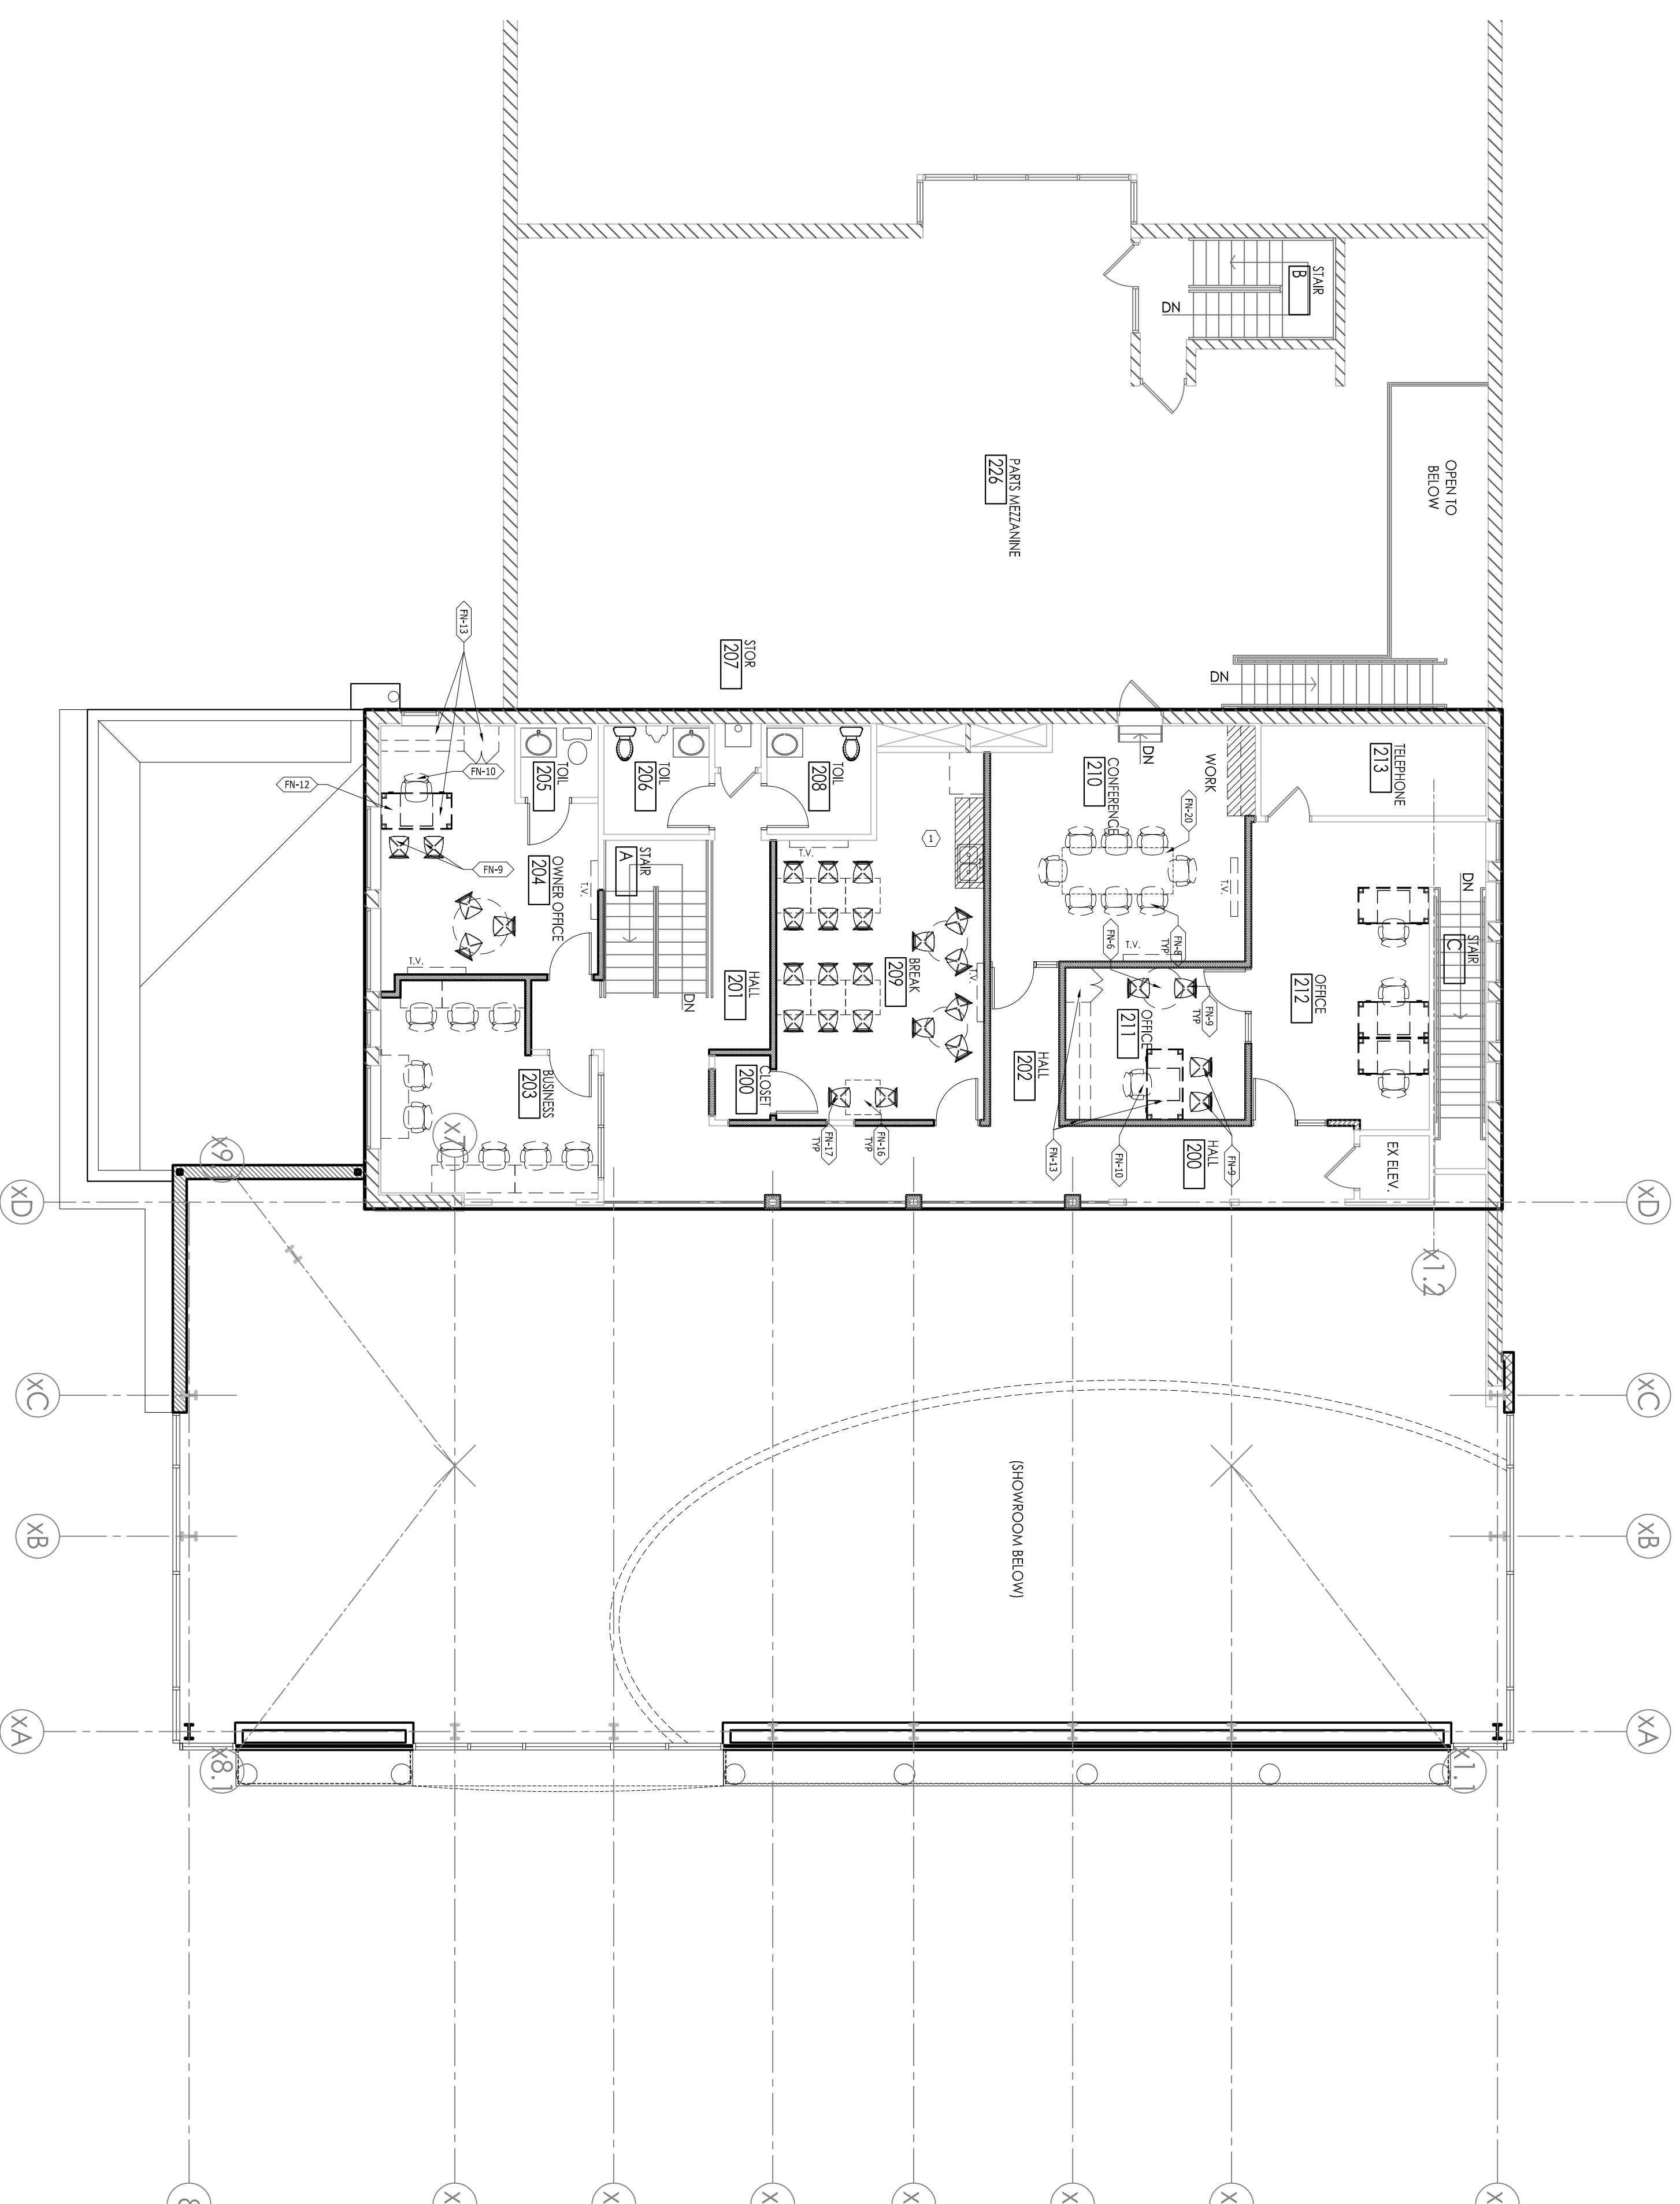 STAIR
B
DN
OPEN TO
BELOW
PARTS MEZZANINE
226
DN
STOR
207
FN-13
TELEPHONE
213
WORK
DN
CONFERENCE
210
FN-20
T.V.
FN-8
TYP
FN-6
T.V.
DN
STAIR
C
OFFICE
212
EX ELEV.
OFFICE
211
FN-9
TYP
HALL
202
HALL
200
FN-9
FN-10
FN-13
TOIL
208
TOIL
206
TOIL
205
1
T.V.
T.V.
BREAK
209
FN-16
TYP
FN-17
TYP
CLOSET
200
HALL
201
STAIR
A
DN
FN-10
FN-12
FN-9
OWNER OFFICE
204
T.V.
T.V.
BUSINESS
203
X7
X9
XD
XD
X1.2
XC
XC
(SHOWROOM BELOW)
XB
XB
XA
XA
X8.1
X1.1
8
X
X
X
X
X
X
X